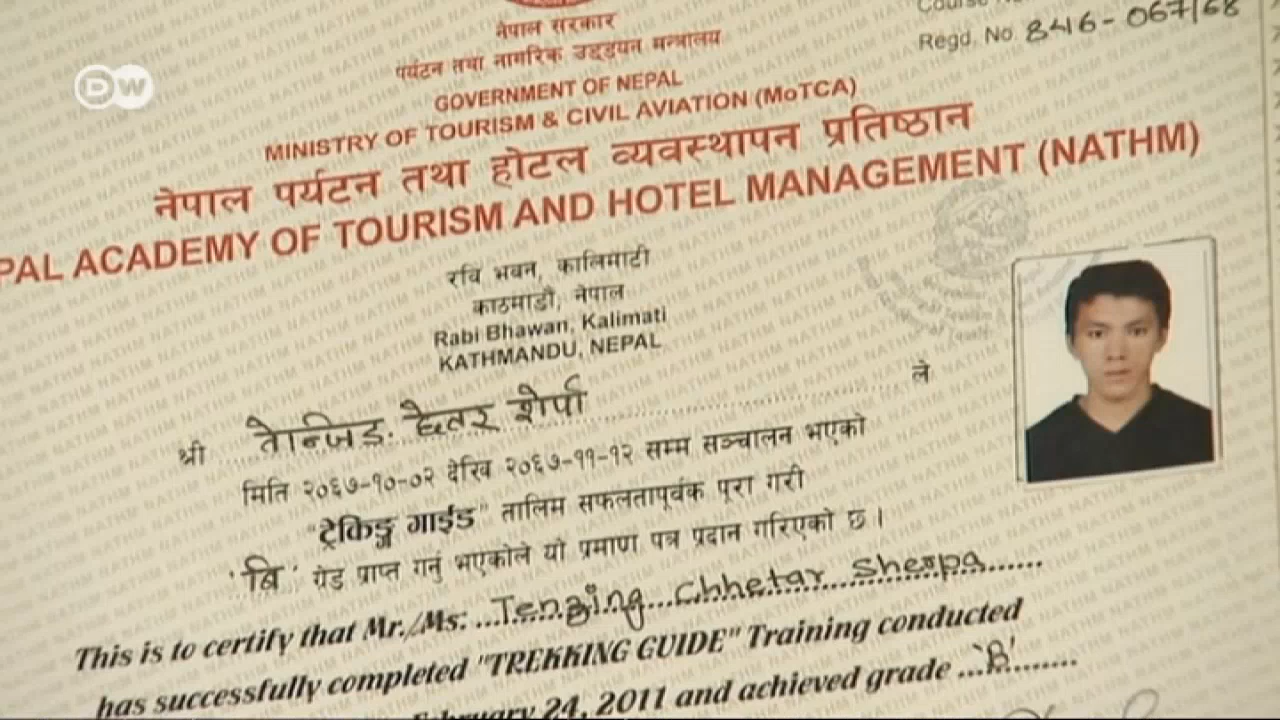 DW
Regd. No. 846-067/68
नेपाल सरकार
पर्यटन तथा नागरिक उड्डयन मन्त्रालय
GOVERNMENT OF NEPAL
MINISTRY OF TOURISM & CIVIL AVIATION (MoTCA)
नेपाल पर्यटन तथा होटल व्यवस्थापन प्रतिष्ठान
PAL ACADEMY OF TOURISM AND HOTEL MANAGEMENT (NATHM)
रवि भवन, कालिमाटी
काठमाडौं, नेपाल
Rabi Bhawan, Kalimati
KATHMANDU, NEPAL
श्री तेन्जिङ छेतर शेर्पा ले
मिति २०६७-१०-०२ देखि २०६७-११-१२ सम्म सञ्चालन भएको
"ट्रेकिङ्ग गाईड" तालिम सफलतापूर्वक पूरा गरी
'बि' ग्रेड प्राप्त गर्नु भएकोले यो प्रमाण पत्र प्रदान गरिएको छ ।
This is to certify that Mr./Ms: Tenzing Chhetar Sherpa
has successfully completed "TREKKING GUIDE" Training conducted
February 24, 2011 and achieved grade 'B'